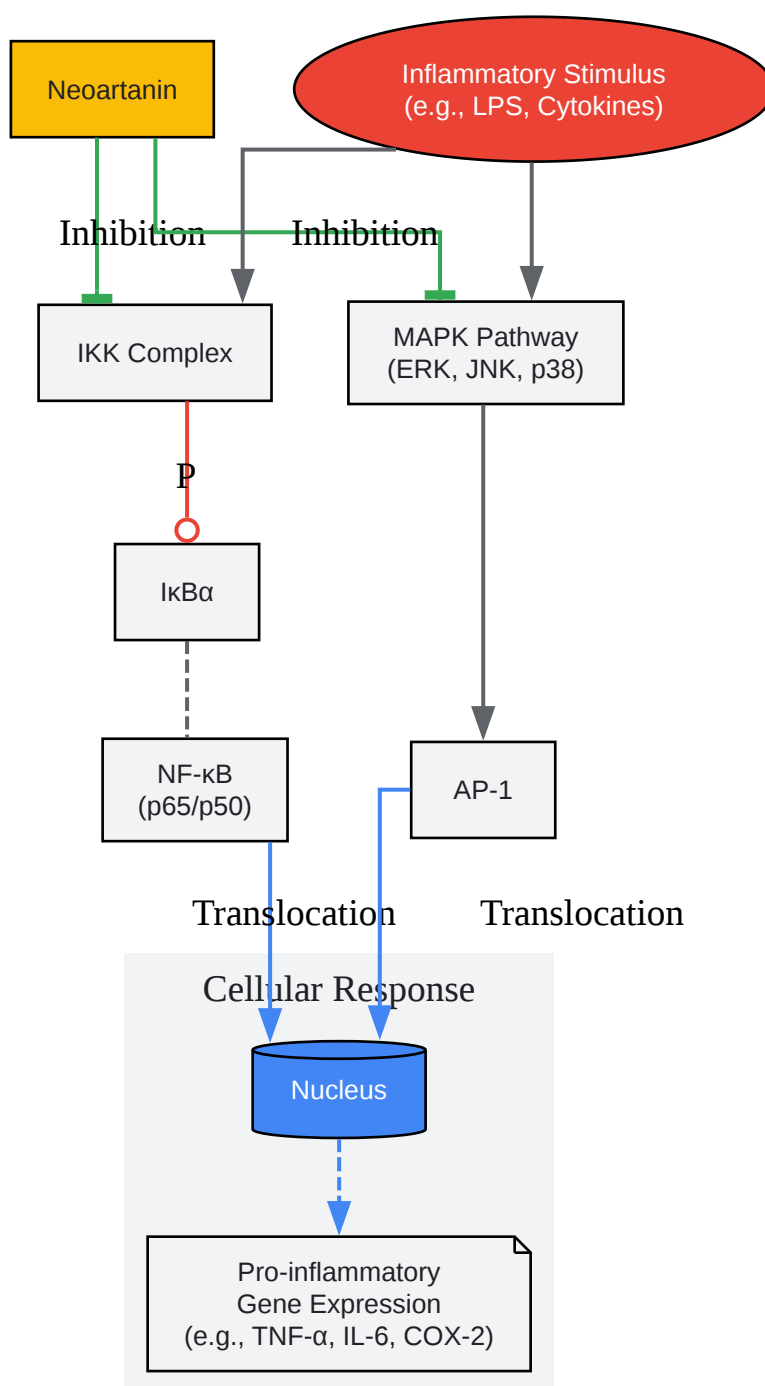 Neoartanin
Inflammatory Stimulus
(e.g., LPS, Cytokines)
Inhibition
Inhibition
IKK Complex
MAPK Pathway
(ERK, JNK, p38)
P
IκBα
NF-κB
(p65/p50)
AP-1
Translocation
Translocation
Cellular Response
Nucleus
Pro-inflammatory
Gene Expression
(e.g., TNF-α, IL-6, COX-2)